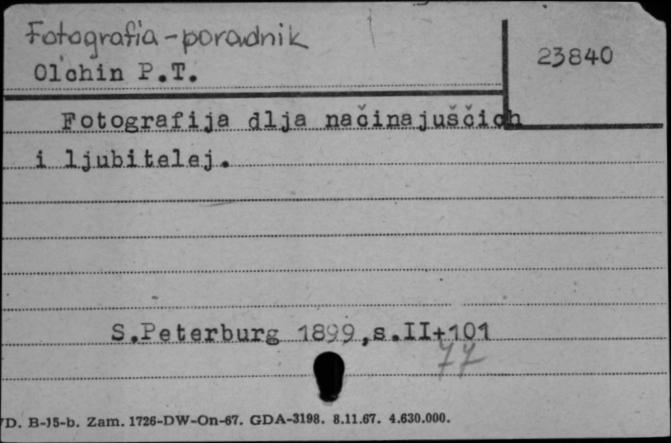 Fotografia - poradnik
23840
Ol'chin P.T.
Fotografija dlja načinajuščich
i ljubitelej.
S.Peterburg 1899,s.II+101
77
D. B-15-b. Zam. 1726-DW-On-67. GDA-3198. 8.11.67. 4.630.000.